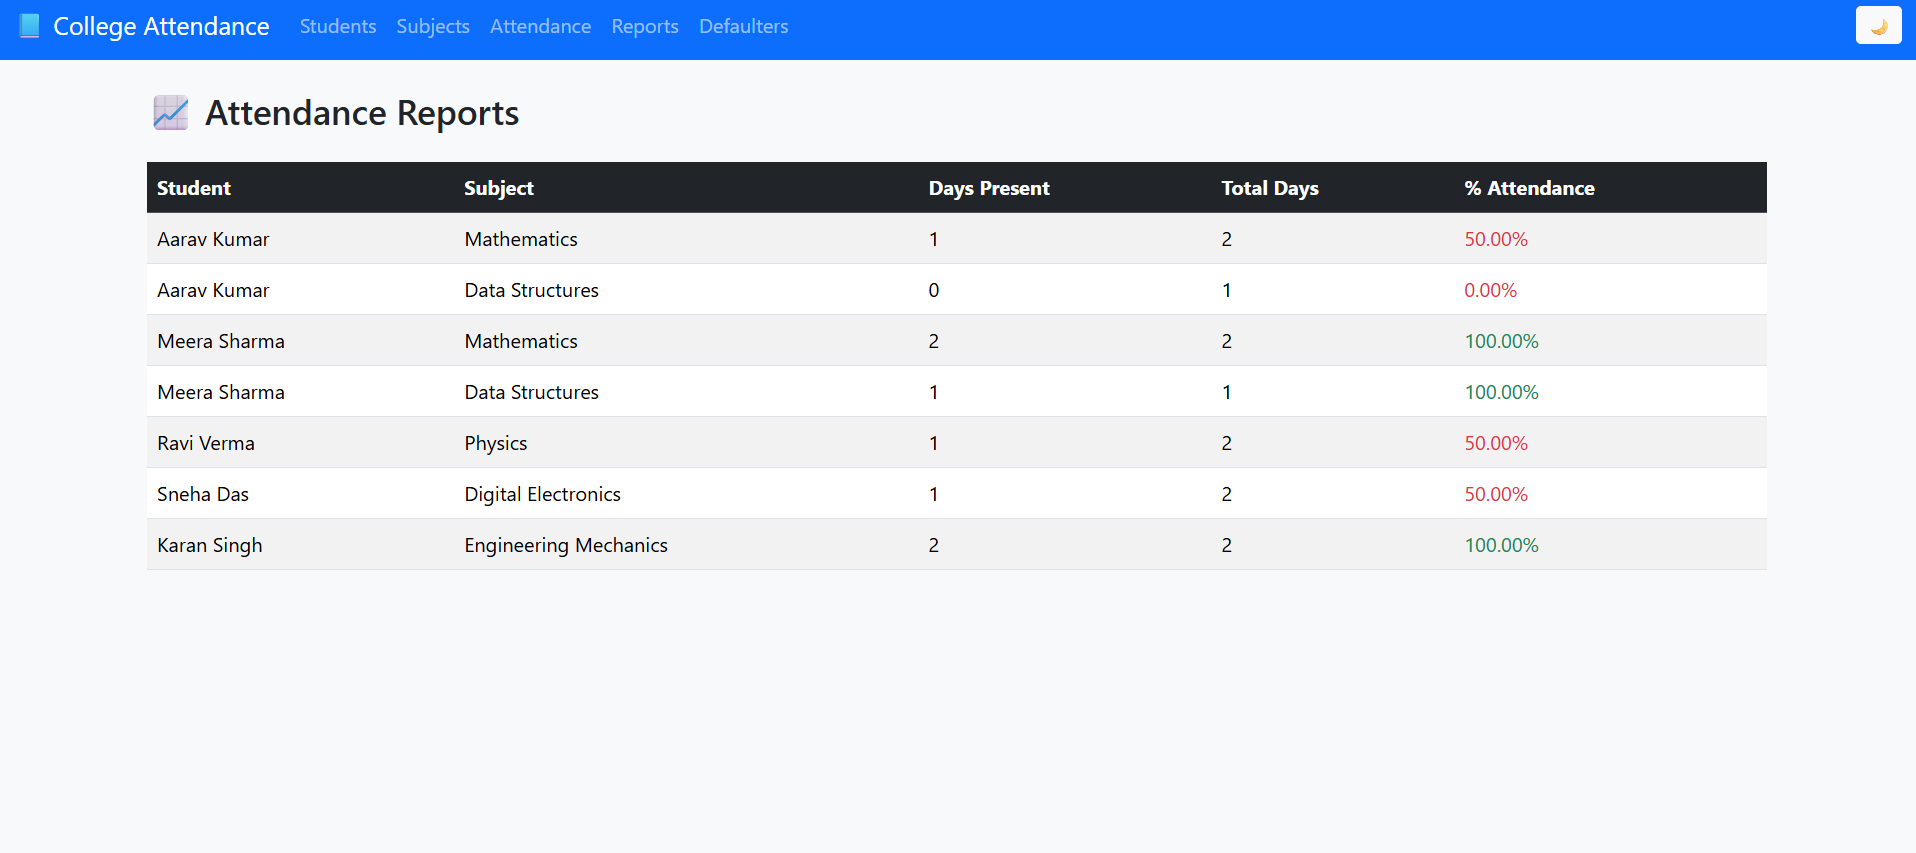 College Attendance Students Subjects Attendance Reports Defaulters
Attendance Reports
Student Subject Days Present Total Days % Attendance
Aarav Kumar Mathematics 1 2 50.00%
Aarav Kumar Data Structures 0 1 0.00%
Meera Sharma Mathematics 2 2 100.00%
Meera Sharma Data Structures 1 1 100.00%
Ravi Verma Physics 1 2 50.00%
Sneha Das Digital Electronics 1 2 50.00%
Karan Singh Engineering Mechanics 2 2 100.00%